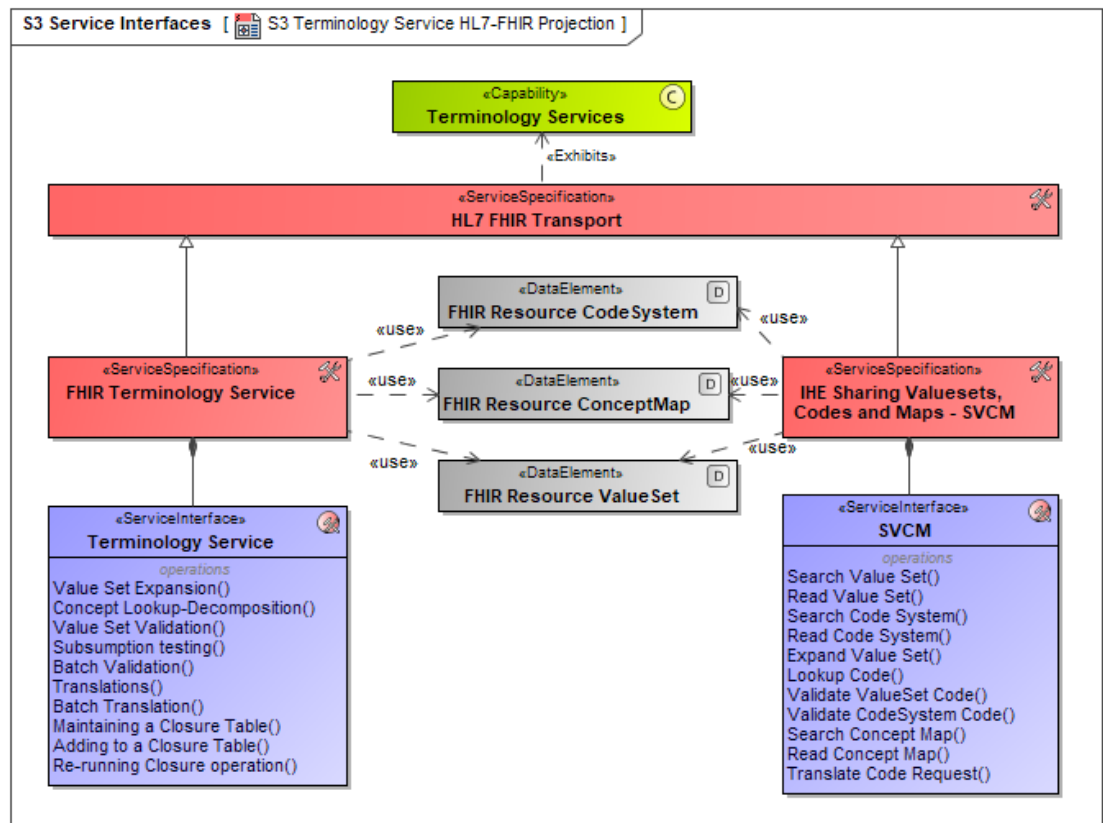 S3 Service Interfaces [ S3 Terminology Service HL7-FHIR Projection ]
«Capability»
C
Terminology Services
«Exhibits»
«ServiceSpecification»
HL7 FHIR Transport
«DataElement»
D
FHIR Resource CodeSystem
«use»
«use»
«ServiceSpecification»
FHIR Terminology Service
«DataElement»
D
FHIR Resource ConceptMap
«use»
«use»
«ServiceSpecification»
IHE Sharing Valuesets,
Codes and Maps - SVCM
«DataElement»
D
FHIR Resource ValueSet
«use»
«use»
«ServiceInterface»
Terminology Service
operations
Value Set Expansion()
Concept Lookup-Decomposition()
Value Set Validation()
Subsumption testing()
Batch Validation()
Translations()
Batch Translation()
Maintaining a Closure Table()
Adding to a Closure Table()
Re-running Closure operation()
«ServiceInterface»
SVCM
operations
Search Value Set()
Read Value Set()
Search Code System()
Read Code System()
Expand Value Set()
Lookup Code()
Validate ValueSet Code()
Validate CodeSystem Code()
Search Concept Map()
Read Concept Map()
Translate Code Request()